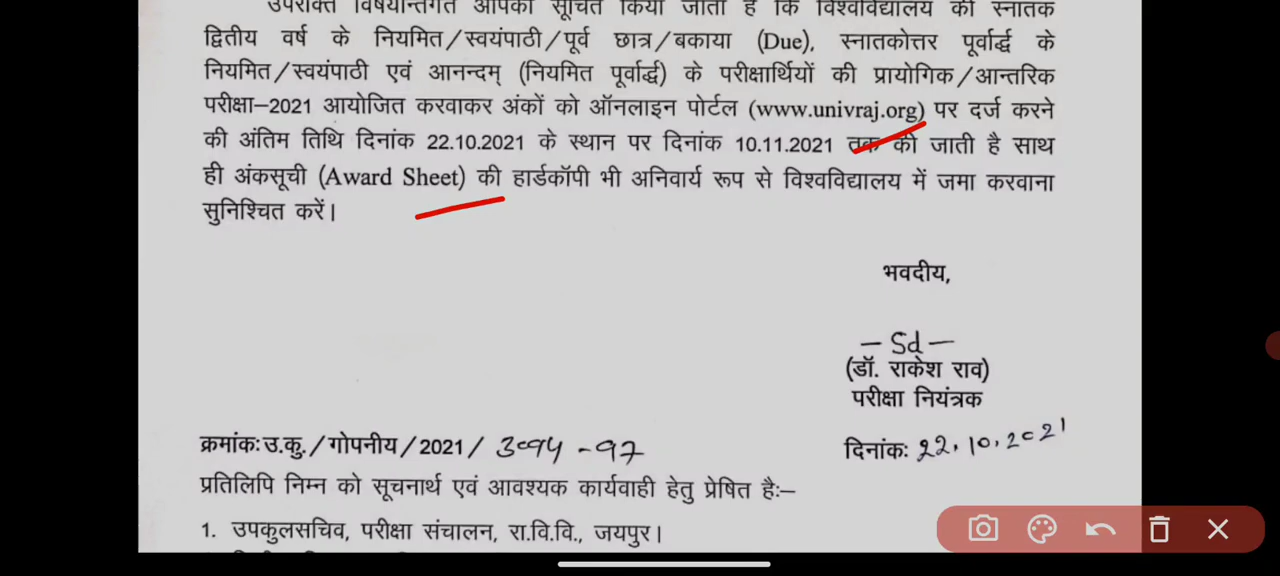 उपरोक्त विषयान्तर्गत आपको सूचित किया जाता है कि विश्वविद्यालय की स्नातक
द्वितीय वर्ष के नियमित/स्वयंपाठी/पूर्व छात्र/बकाया (Due), स्नातकोत्तर पूर्वार्द्ध के
नियमित/स्वयंपाठी एवं आनन्दम् (नियमित पूर्वार्द्ध) के परीक्षार्थियों की प्रायोगिक/आन्तरिक
परीक्षा–2021 आयोजित करवाकर अंकों को ऑनलाइन पोर्टल (www.univraj.org) पर दर्ज करने
की अंतिम तिथि दिनांक 22.10.2021 के स्थान पर दिनांक 10.11.2021 तक की जाती है साथ
ही अंकसूची (Award Sheet) की हार्डकॉपी भी अनिवार्य रूप से विश्वविद्यालय में जमा करवाना
सुनिश्चित करें।
भवदीय,
– Sd –
(डॉ. राकेश राव)
परीक्षा नियंत्रक
क्रमांकः उ.कु./गोपनीय/2021/
दिनांकः 22.10.2021
प्रतिलिपि निम्न को सूचनार्थ एवं आवश्यक कार्यवाही हेतु प्रेषित हैः–
1. उपकुलसचिव, परीक्षा संचालन, रा.वि.वि., जयपुर।